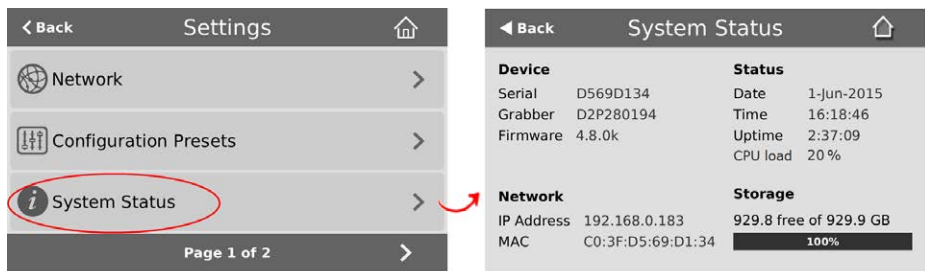 Back Settings
Network
Configuration Presets
i System Status
Page 1 of 2
Back System Status
Device
Serial D569D134
Grabber D2P280194
Firmware 4.8.0k
Status
Date 1-Jun-2015
Time 16:18:46
Uptime 2:37:09
CPU load 20 %
Network
IP Address 192.168.0.183
MAC C0:3F:D5:69:D1:34
Storage
929.8 free of 929.9 GB
100%